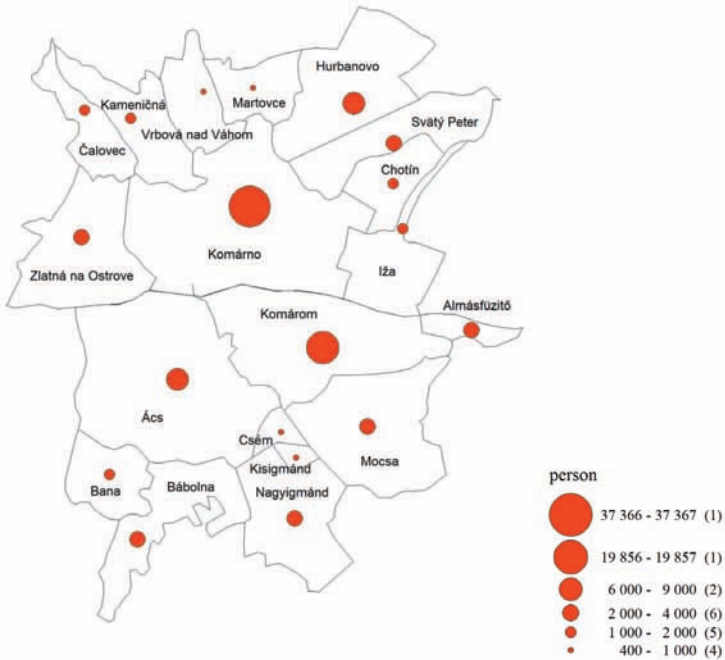 Hurbanovo
Kameničná
Martovce
Svätý Peter
Vrbová nad Váhom
Čalovec
Chotín
Komárno
Zlatná na Ostrove
Iža
Almásfüzitő
Komárom
Ács
Csém
Kisigmánd
Mocsa
Bana
Bábolna
Nagyigmánd
person
37 366 - 37 367 (1)
19 856 - 19 857 (1)
6 000 - 9 000 (2)
2 000 - 4 000 (6)
1 000 - 2 000 (5)
400 - 1 000 (4)